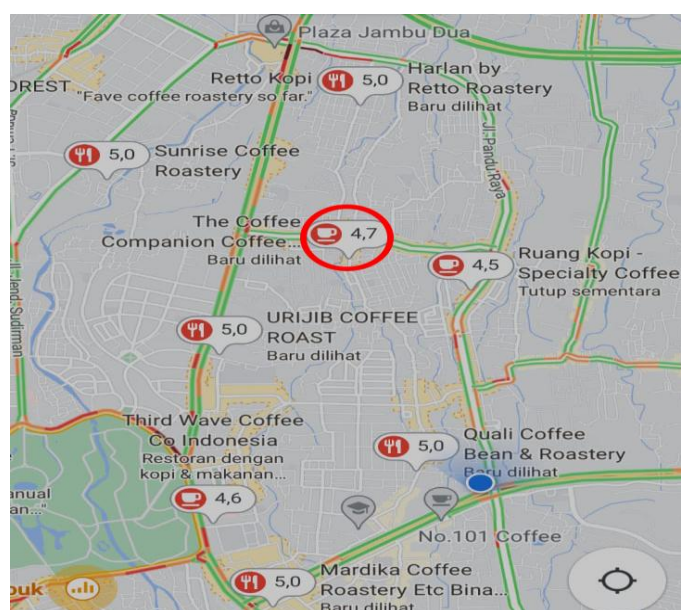 Plaza Jambu Dua
OREST
Retto Kopi
"Fave coffee roastery so far."
5,0
Harlan by
Retto Roastery
Baru dilihat
Jl. Pandu Raya
5,0
Sunrise Coffee
Roastery
The Coffee
Companion Coffee...
Baru dilihat
4,7
4,5
Ruang Kopi -
Specialty Coffee
Tutup sementara
Jl. Jend Sudirman
5,0
URIJIB COFFEE
ROAST
Baru dilihat
Third Wave Coffee
Co Indonesia
Restoran dengan
kopi & makanan...
4,6
5,0
Quali Coffee
Bean & Roastery
Baru dilihat
anual
an..."
No.101 Coffee
buk
5,0
Mardika Coffee
Roastery Etc Bina...
Baru dilihat